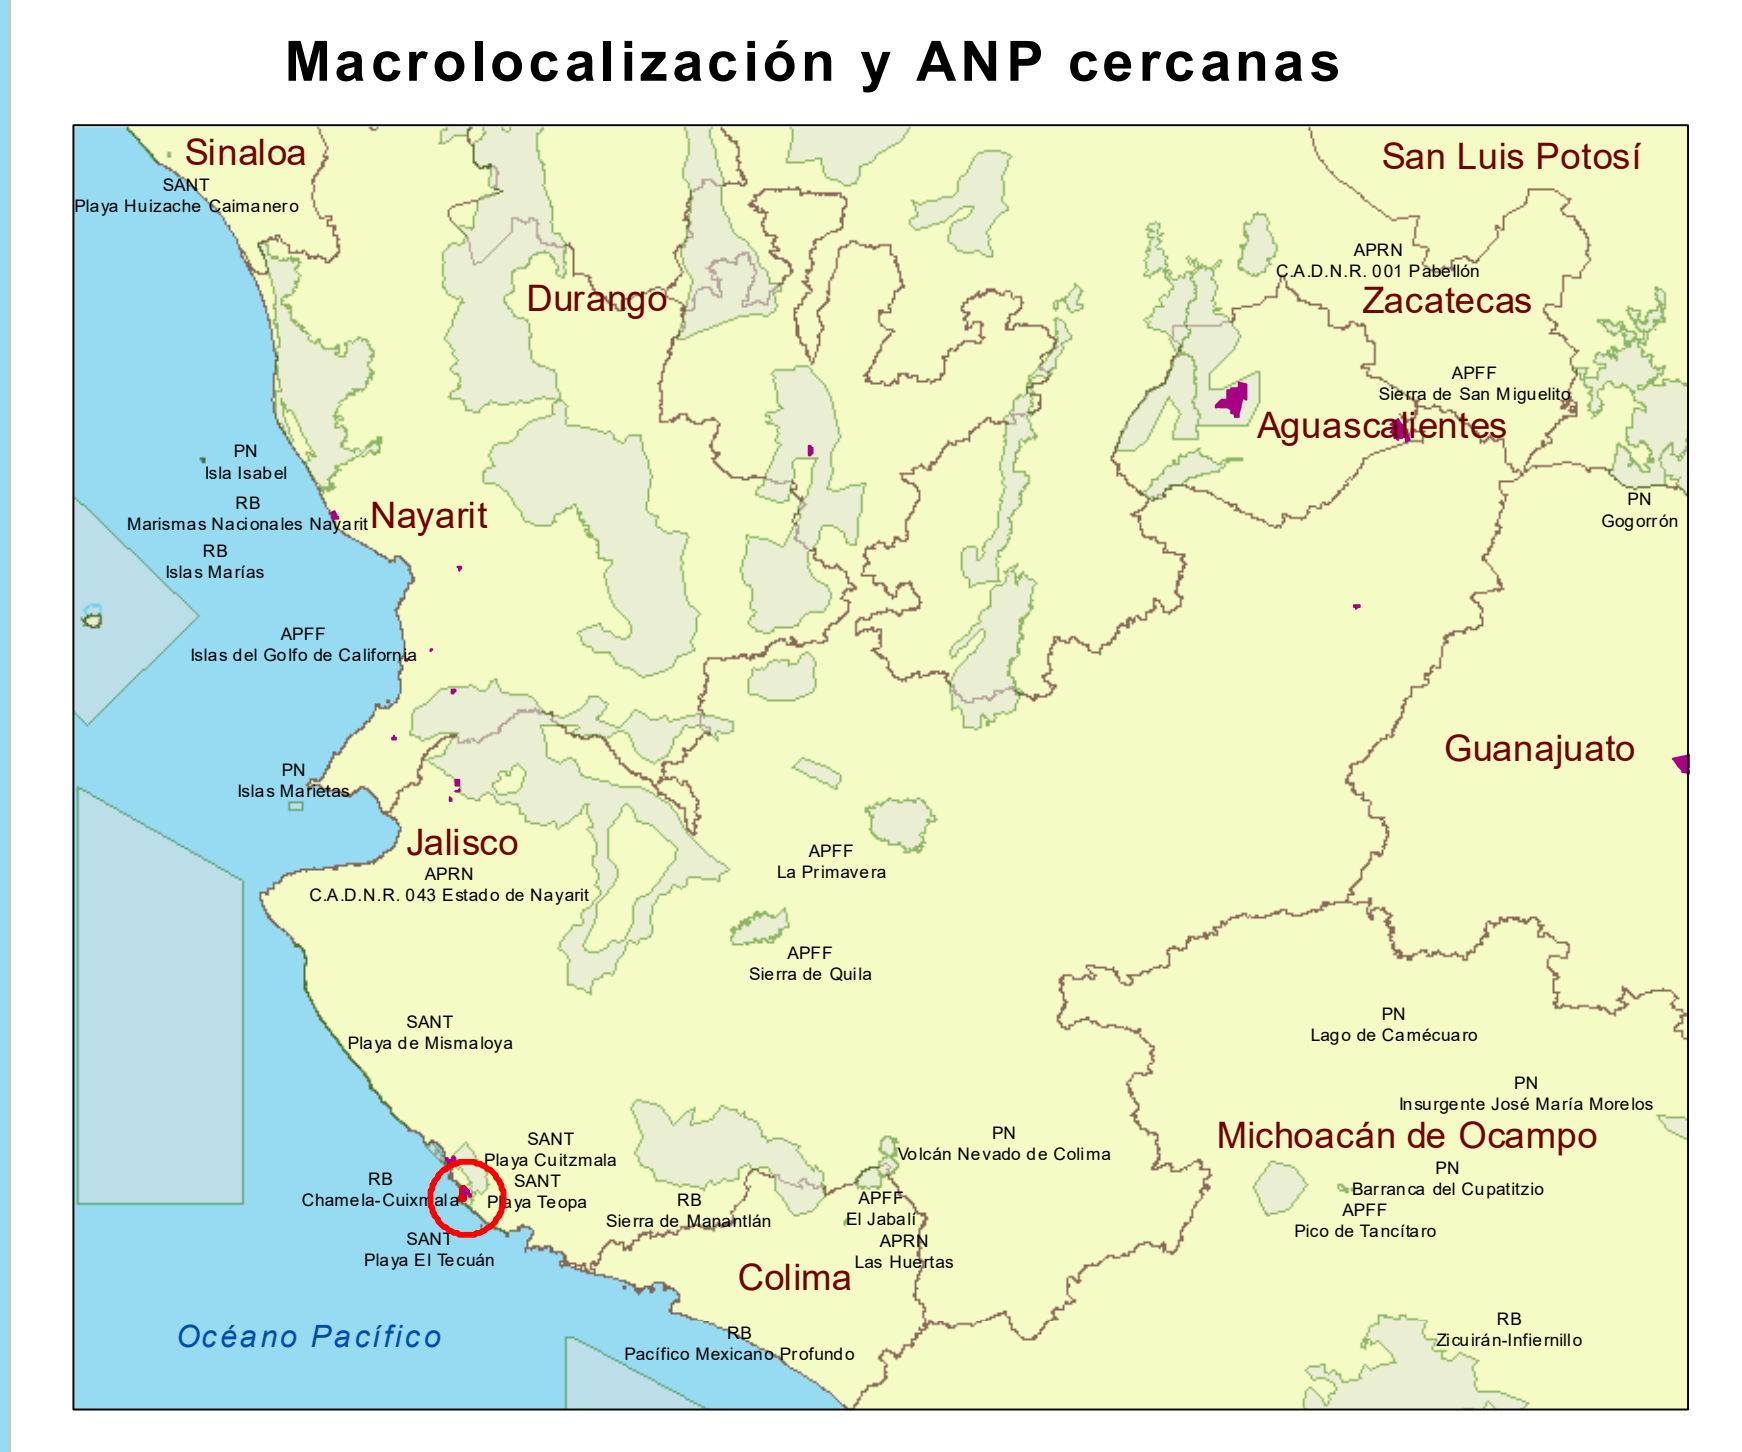 Macrolocalización y ANP cercanas
Sinaloa
San Luis Potosí
SANT
Playa Huizache Caimanero
APRN
C.A.D.N.R. 001 Pabellón
Durango
Zacatecas
APFF
Sierra de San Miguelito
Aguascalientes
PN
Isla Isabel
RB
Marismas Nacionales Nayarit
Nayarit
PN
Gogorrón
RB
Islas Marías
APFF
Islas del Golfo de California
Guanajuato
PN
Islas Marietas
Jalisco
APRN
C.A.D.N.R. 043 Estado de Nayarit
APFF
La Primavera
APFF
Sierra de Quila
SANT
Playa de Mismaloya
PN
Lago de Camécuaro
PN
Insurgente José María Morelos
Michoacán de Ocampo
SANT
Playa Cuitzmala
PN
Volcán Nevado de Colima
RB
Chamela-Cuixmala
SANT
Playa Teopa
RB
Sierra de Manantlán
APFF
El Jabalí
PN
Barranca del Cupatitzio
APFF
Pico de Tancítaro
SANT
Playa El Tecuán
APRN
Las Huertas
Colima
Océano Pacífico
RB
Pacífico Mexicano Profundo
RB
Zicuirán-Infiernillo